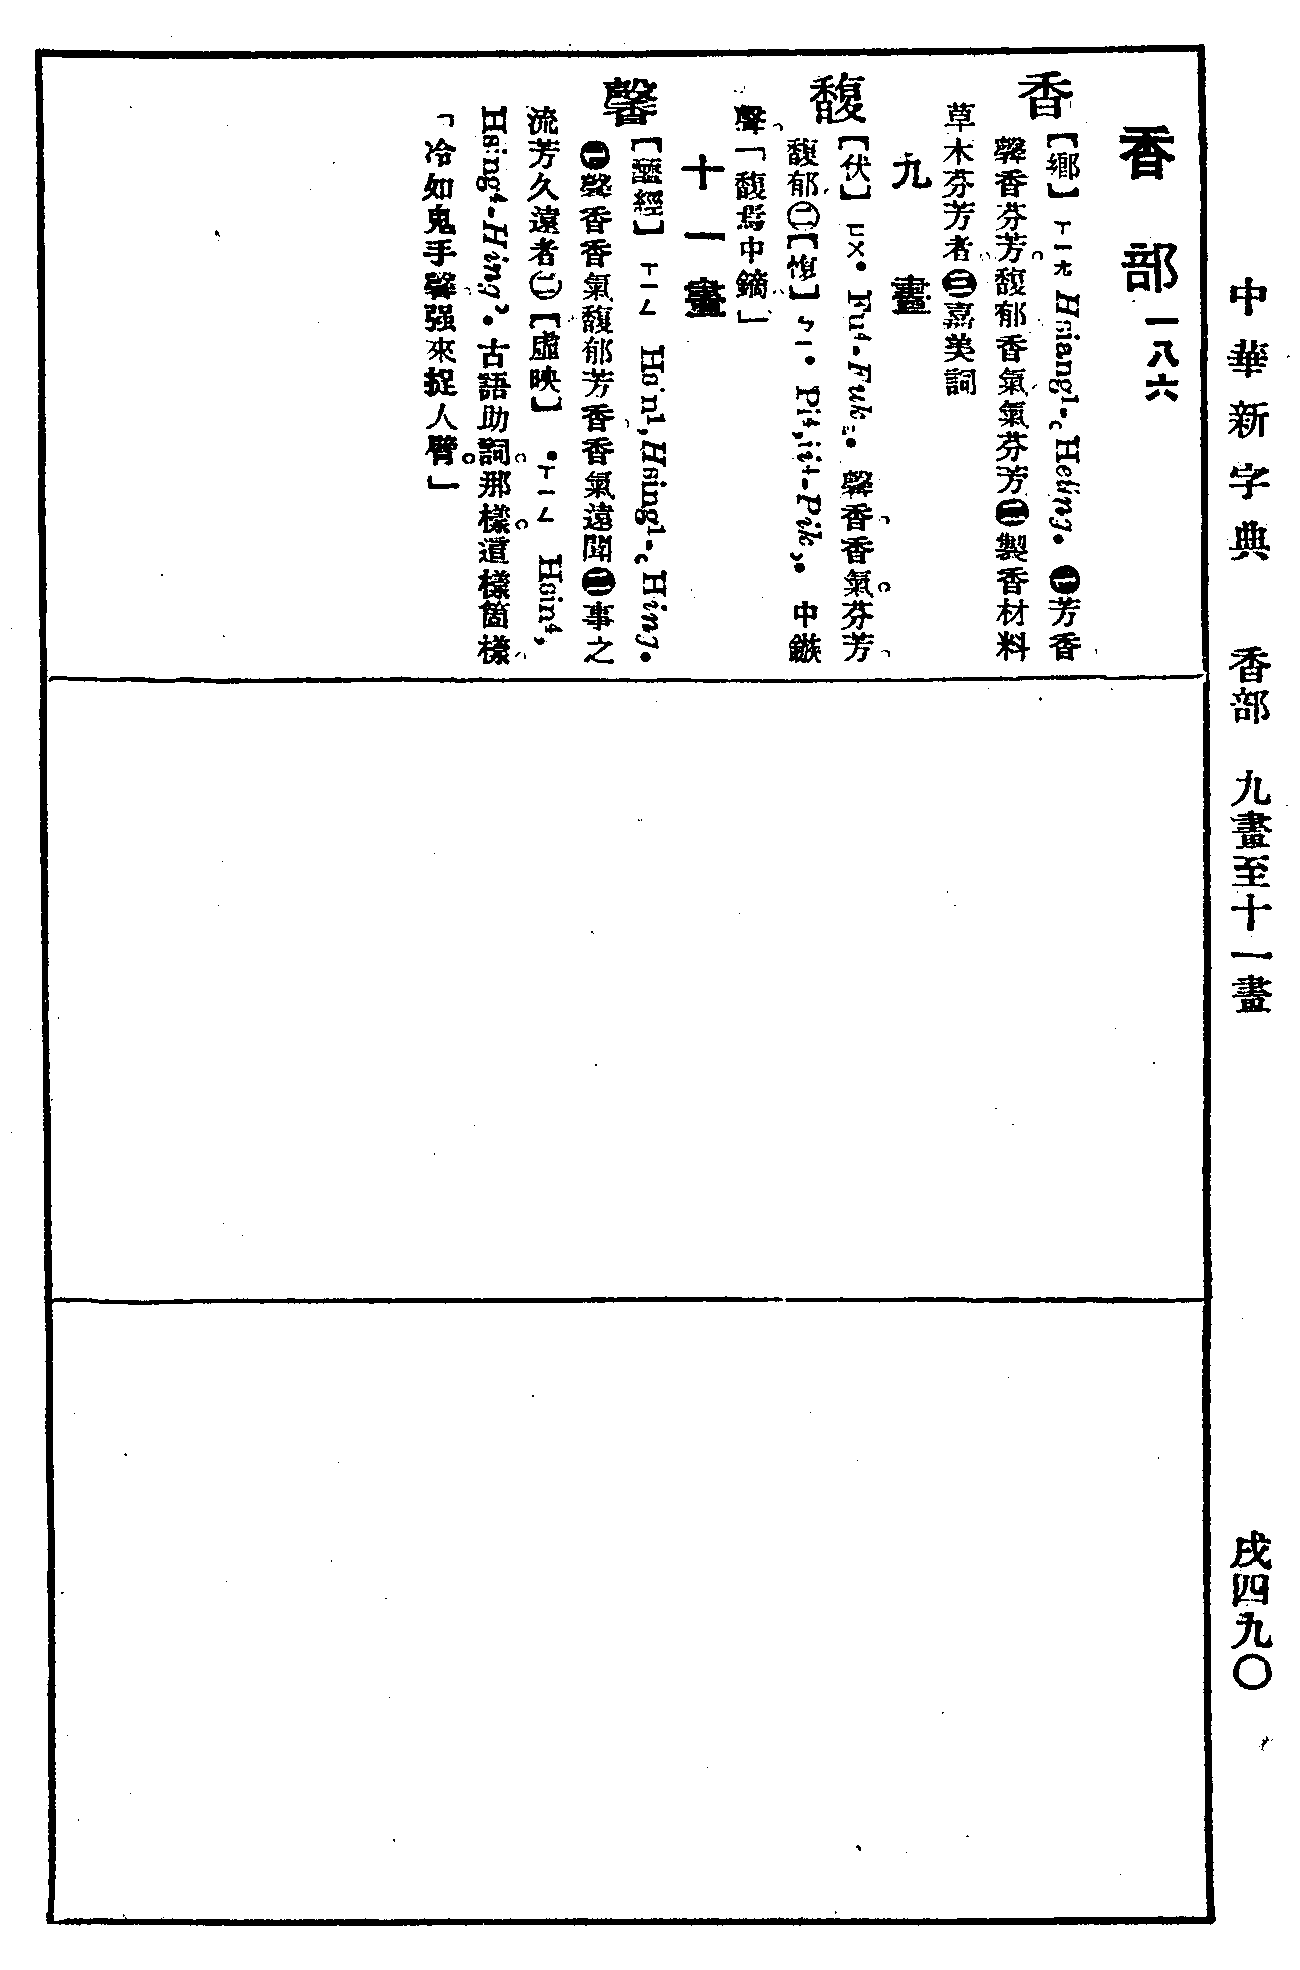 中華新字典　香部　九畫至十一畫　戌四九〇
香部一八六
香【鄉】ㄒㄧㄤ Hsiang¹-, Heung. ㊀芳香
馨香芬芳馥郁香氣氣芬芳㊁製香材料
草木芬芳者㊂嘉美詞
九畫
馥【伏】ㄈㄨ. Fu⁴-Fuk. 馨香香氣芬芳
馥郁㊁【愎】ㄅㄧ. Pi⁴, -Pik. 中鏃
聲「馥焉中鏑」
十一畫
馨【經】ㄒㄧㄥ Hsin¹, Hsing¹-, Hing.
㊀馨香香氣馥郁芳香香氣遠聞㊁事之
流芳久遠者㊁【虛映】ㄒㄧㄥ Hsin⁴,
Hsing⁴-Hing³. 古語助詞那樣這樣箇樣
「冷如鬼手馨强來捉人臂」